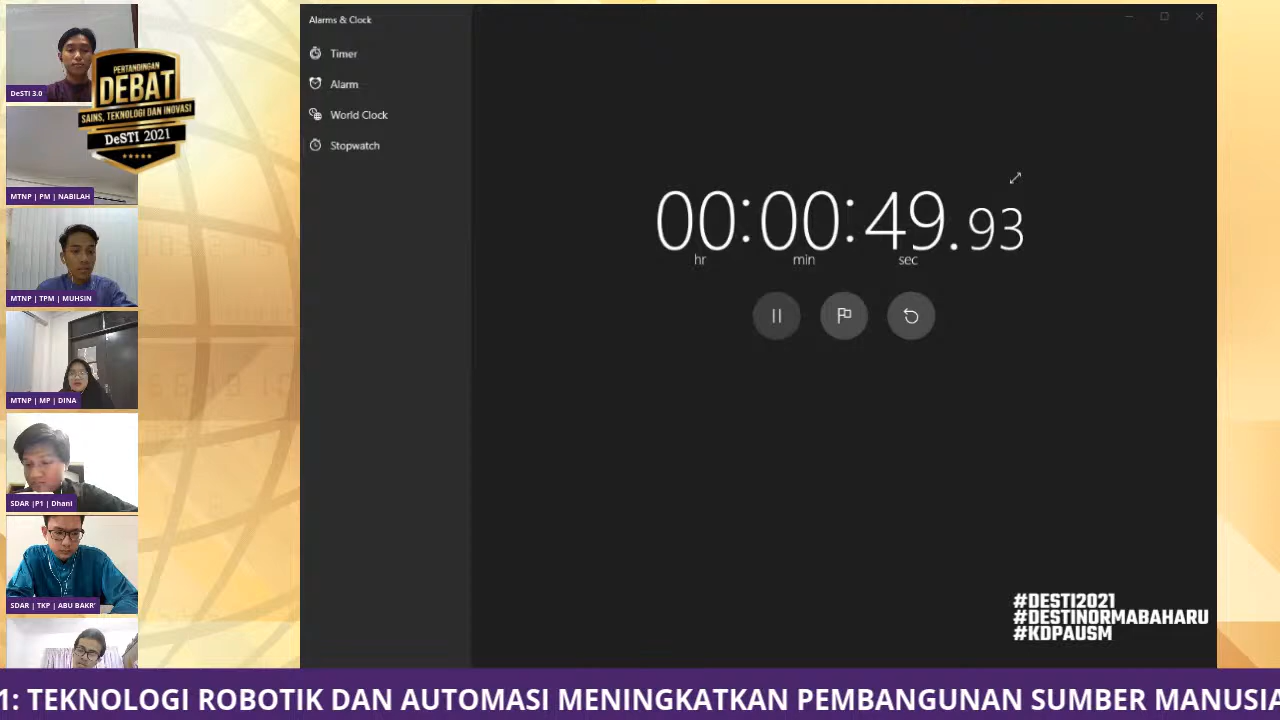 DeSTI 3.0
PERTANDINGAN
DEBAT
SAINS, TEKNOLOGI DAN INOVASI
DeSTI 2021
MTNP | PM | NABILAH
MTNP | TPM | MUHSIN
MTNP | MP | DINA
SDAR |P1 | Dhani
SDAR | TKP | ABU BAKR'
Alarms & Clock
Timer
Alarm
World Clock
Stopwatch
00:00:49.93
hr min sec
#DESTI2021
#DESTINORMABAHARU
#KDPAUSM
1: TEKNOLOGI ROBOTIK DAN AUTOMASI MENINGKATKAN PEMBANGUNAN SUMBER MANUSIA